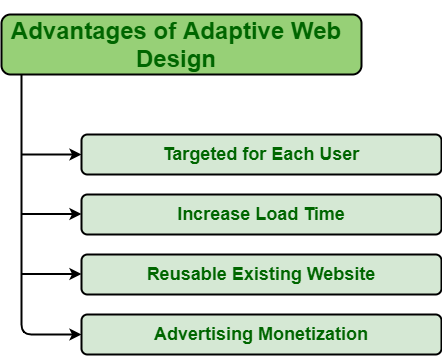 Advantages of Adaptive Web
Design
Targeted for Each User
Increase Load Time
Reusable Existing Website
Advertising Monetization